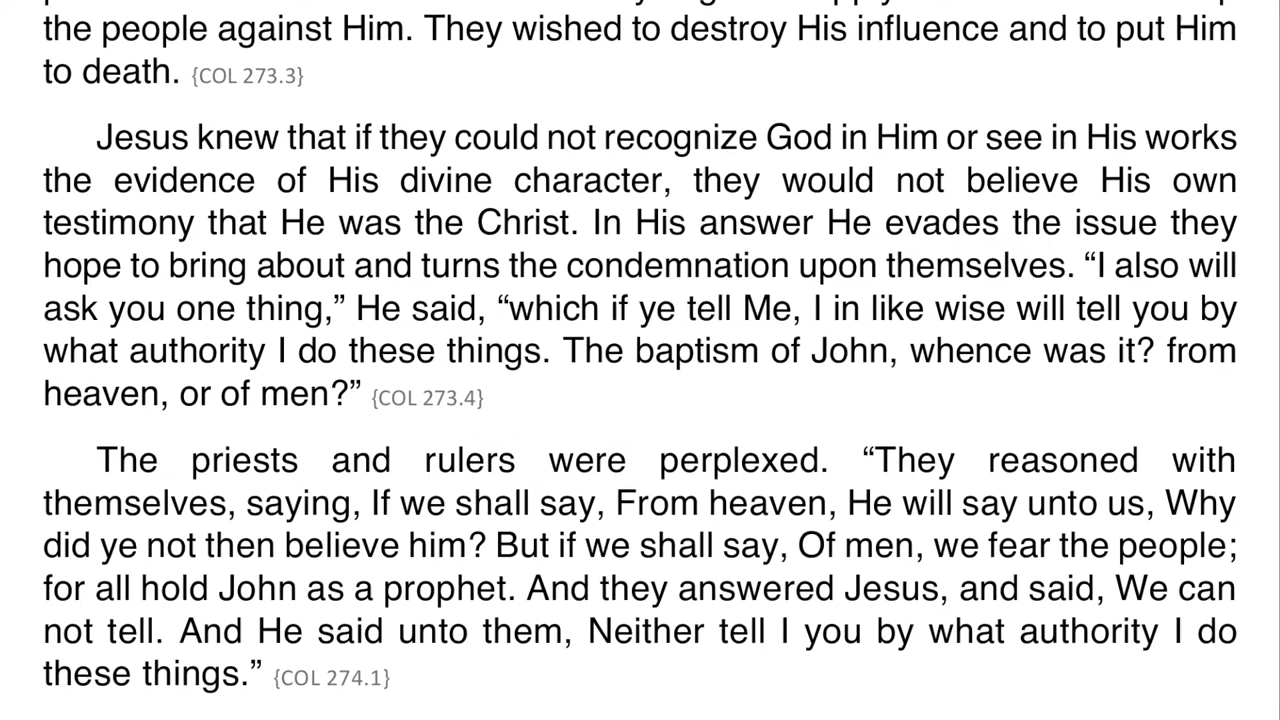 the people against Him. They wished to destroy His influence and to put Him
to death. {COL 273.3}
Jesus knew that if they could not recognize God in Him or see in His works
the evidence of His divine character, they would not believe His own
testimony that He was the Christ. In His answer He evades the issue they
hope to bring about and turns the condemnation upon themselves. “I also will
ask you one thing,” He said, “which if ye tell Me, I in like wise will tell you by
what authority I do these things. The baptism of John, whence was it? from
heaven, or of men?” {COL 273.4}
The priests and rulers were perplexed. “They reasoned with
themselves, saying, If we shall say, From heaven, He will say unto us, Why
did ye not then believe him? But if we shall say, Of men, we fear the people;
for all hold John as a prophet. And they answered Jesus, and said, We can
not tell. And He said unto them, Neither tell I you by what authority I do
these things.” {COL 274.1}